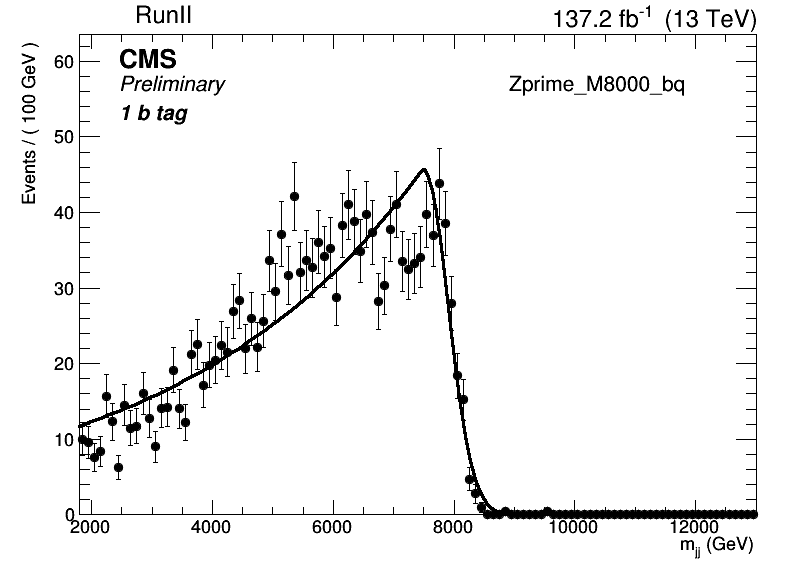 RunII
137.2 fb⁻¹ (13 TeV)
CMS
Preliminary
1 b tag
Zprime_M8000_bq
Events / ( 100 GeV )
60
50
40
30
20
10
0
2000 4000 6000 8000 10000 12000
m_jj (GeV)